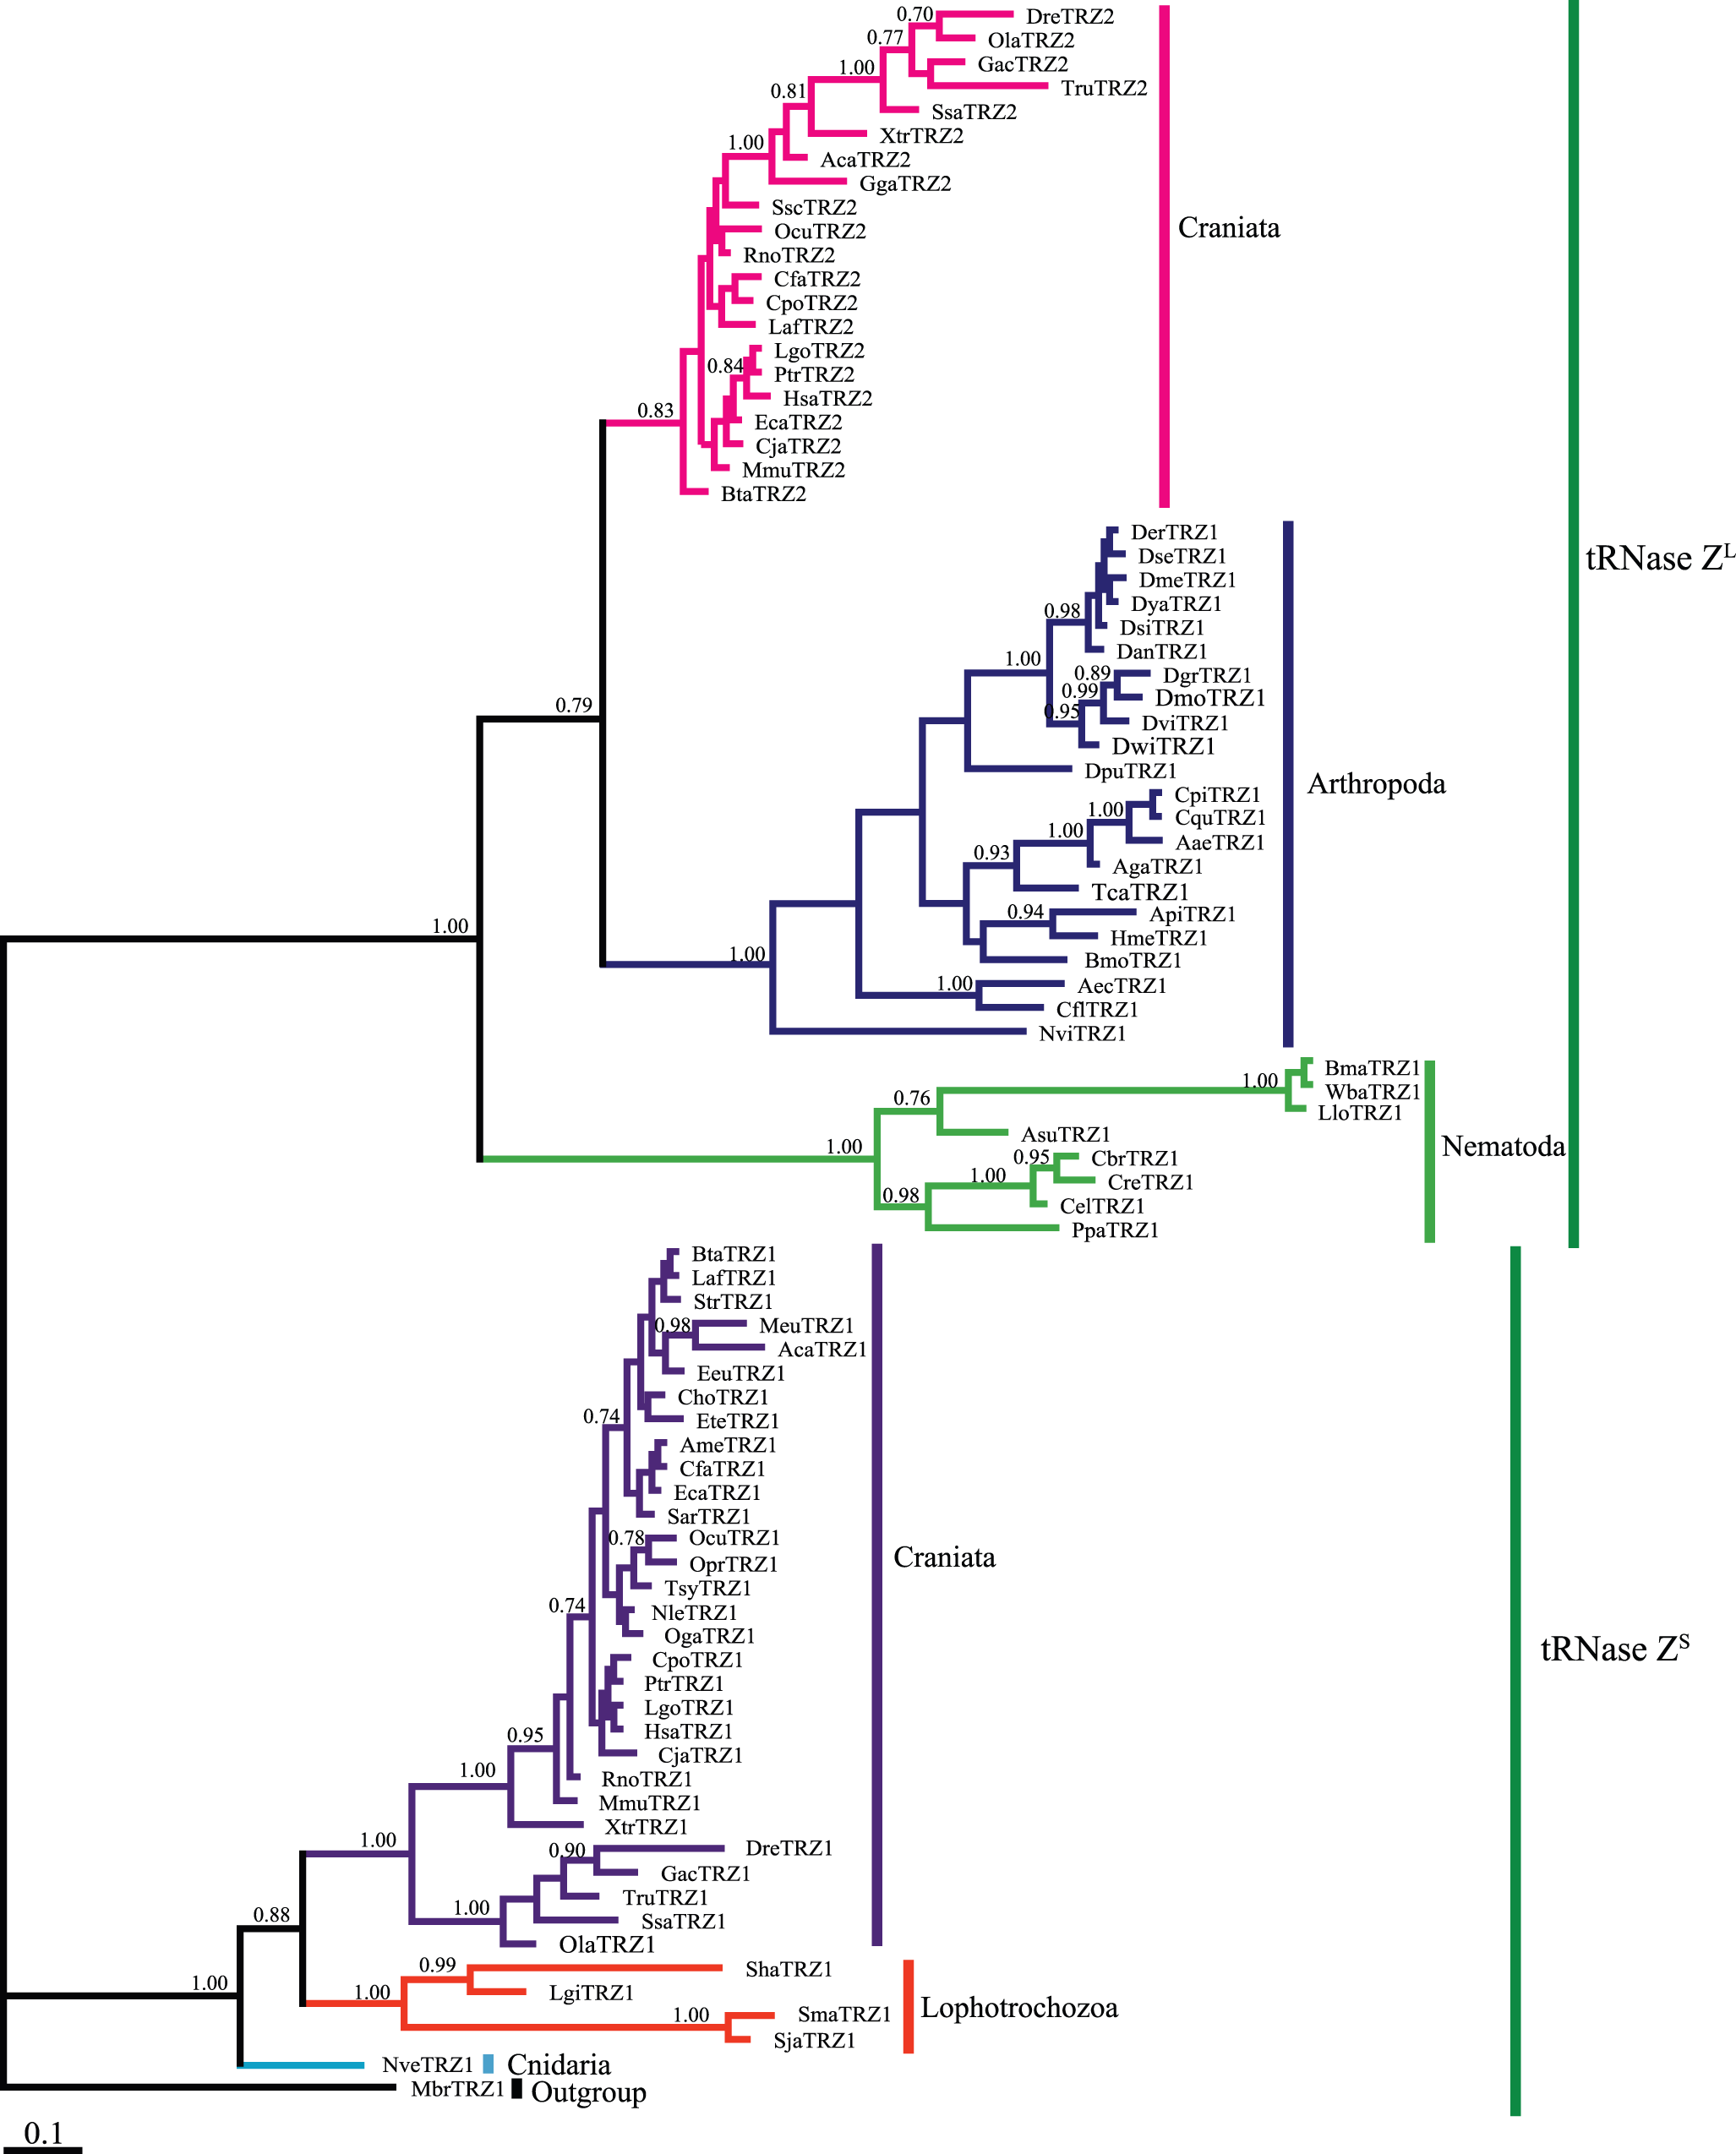 0.70
DreTRZ2
0.77
OlaTRZ2
GacTRZ2
1.00
TruTRZ2
0.81
SsaTRZ2
XtrTRZ2
1.00
AcaTRZ2
GgaTRZ2
SscTRZ2
OcuTRZ2
Craniata
RnoTRZ2
CfaTRZ2
CpoTRZ2
LafTRZ2
LgoTRZ2
0.84
PtrTRZ2
HsaTRZ2
0.83
EcaTRZ2
CjaTRZ2
MmuTRZ2
BtaTRZ2
DerTRZ1
DseTRZ1
tRNase Z^L
DmeTRZ1
DyaTRZ1
0.98
DsiTRZ1
DanTRZ1
1.00
0.89
DgrTRZ1
0.99
DmoTRZ1
0.79
0.95
DviTRZ1
DwiTRZ1
DpuTRZ1
Arthropoda
CpiTRZ1
1.00
CquTRZ1
1.00
AaeTRZ1
0.93
AgaTRZ1
TcaTRZ1
0.94
ApiTRZ1
1.00
HmeTRZ1
1.00
BmoTRZ1
1.00
AecTRZ1
CflTRZ1
NviTRZ1
BmaTRZ1
1.00
WbaTRZ1
0.76
LloTRZ1
AsuTRZ1
1.00
Nematoda
0.95
CbrTRZ1
1.00
CreTRZ1
0.98
CelTRZ1
PpaTRZ1
BtaTRZ1
LafTRZ1
StrTRZ1
0.98
MeuTRZ1
AcaTRZ1
EeuTRZ1
ChoTRZ1
0.74
EteTRZ1
AmeTRZ1
CfaTRZ1
EcaTRZ1
SarTRZ1
0.78
OcuTRZ1
Craniata
OprTRZ1
TsyTRZ1
0.74
NleTRZ1
OgaTRZ1
tRNase Z^S
CpoTRZ1
PtrTRZ1
LgoTRZ1
HsaTRZ1
0.95
CjaTRZ1
1.00
RnoTRZ1
MmuTRZ1
XtrTRZ1
1.00
0.90
DreTRZ1
GacTRZ1
TruTRZ1
1.00
SsaTRZ1
0.88
OlaTRZ1
0.99
ShaTRZ1
1.00
1.00
LgiTRZ1
Lophotrochozoa
1.00
SmaTRZ1
SjaTRZ1
NveTRZ1
Cnidaria
MbrTRZ1
Outgroup
0.1